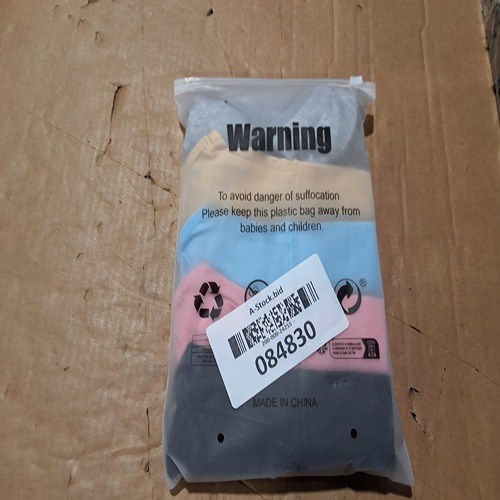 Warning
To avoid danger of suffocation
Please keep this plastic bag away from
babies and children.
®
A-Stock.bid
084830
MADE IN CHINA